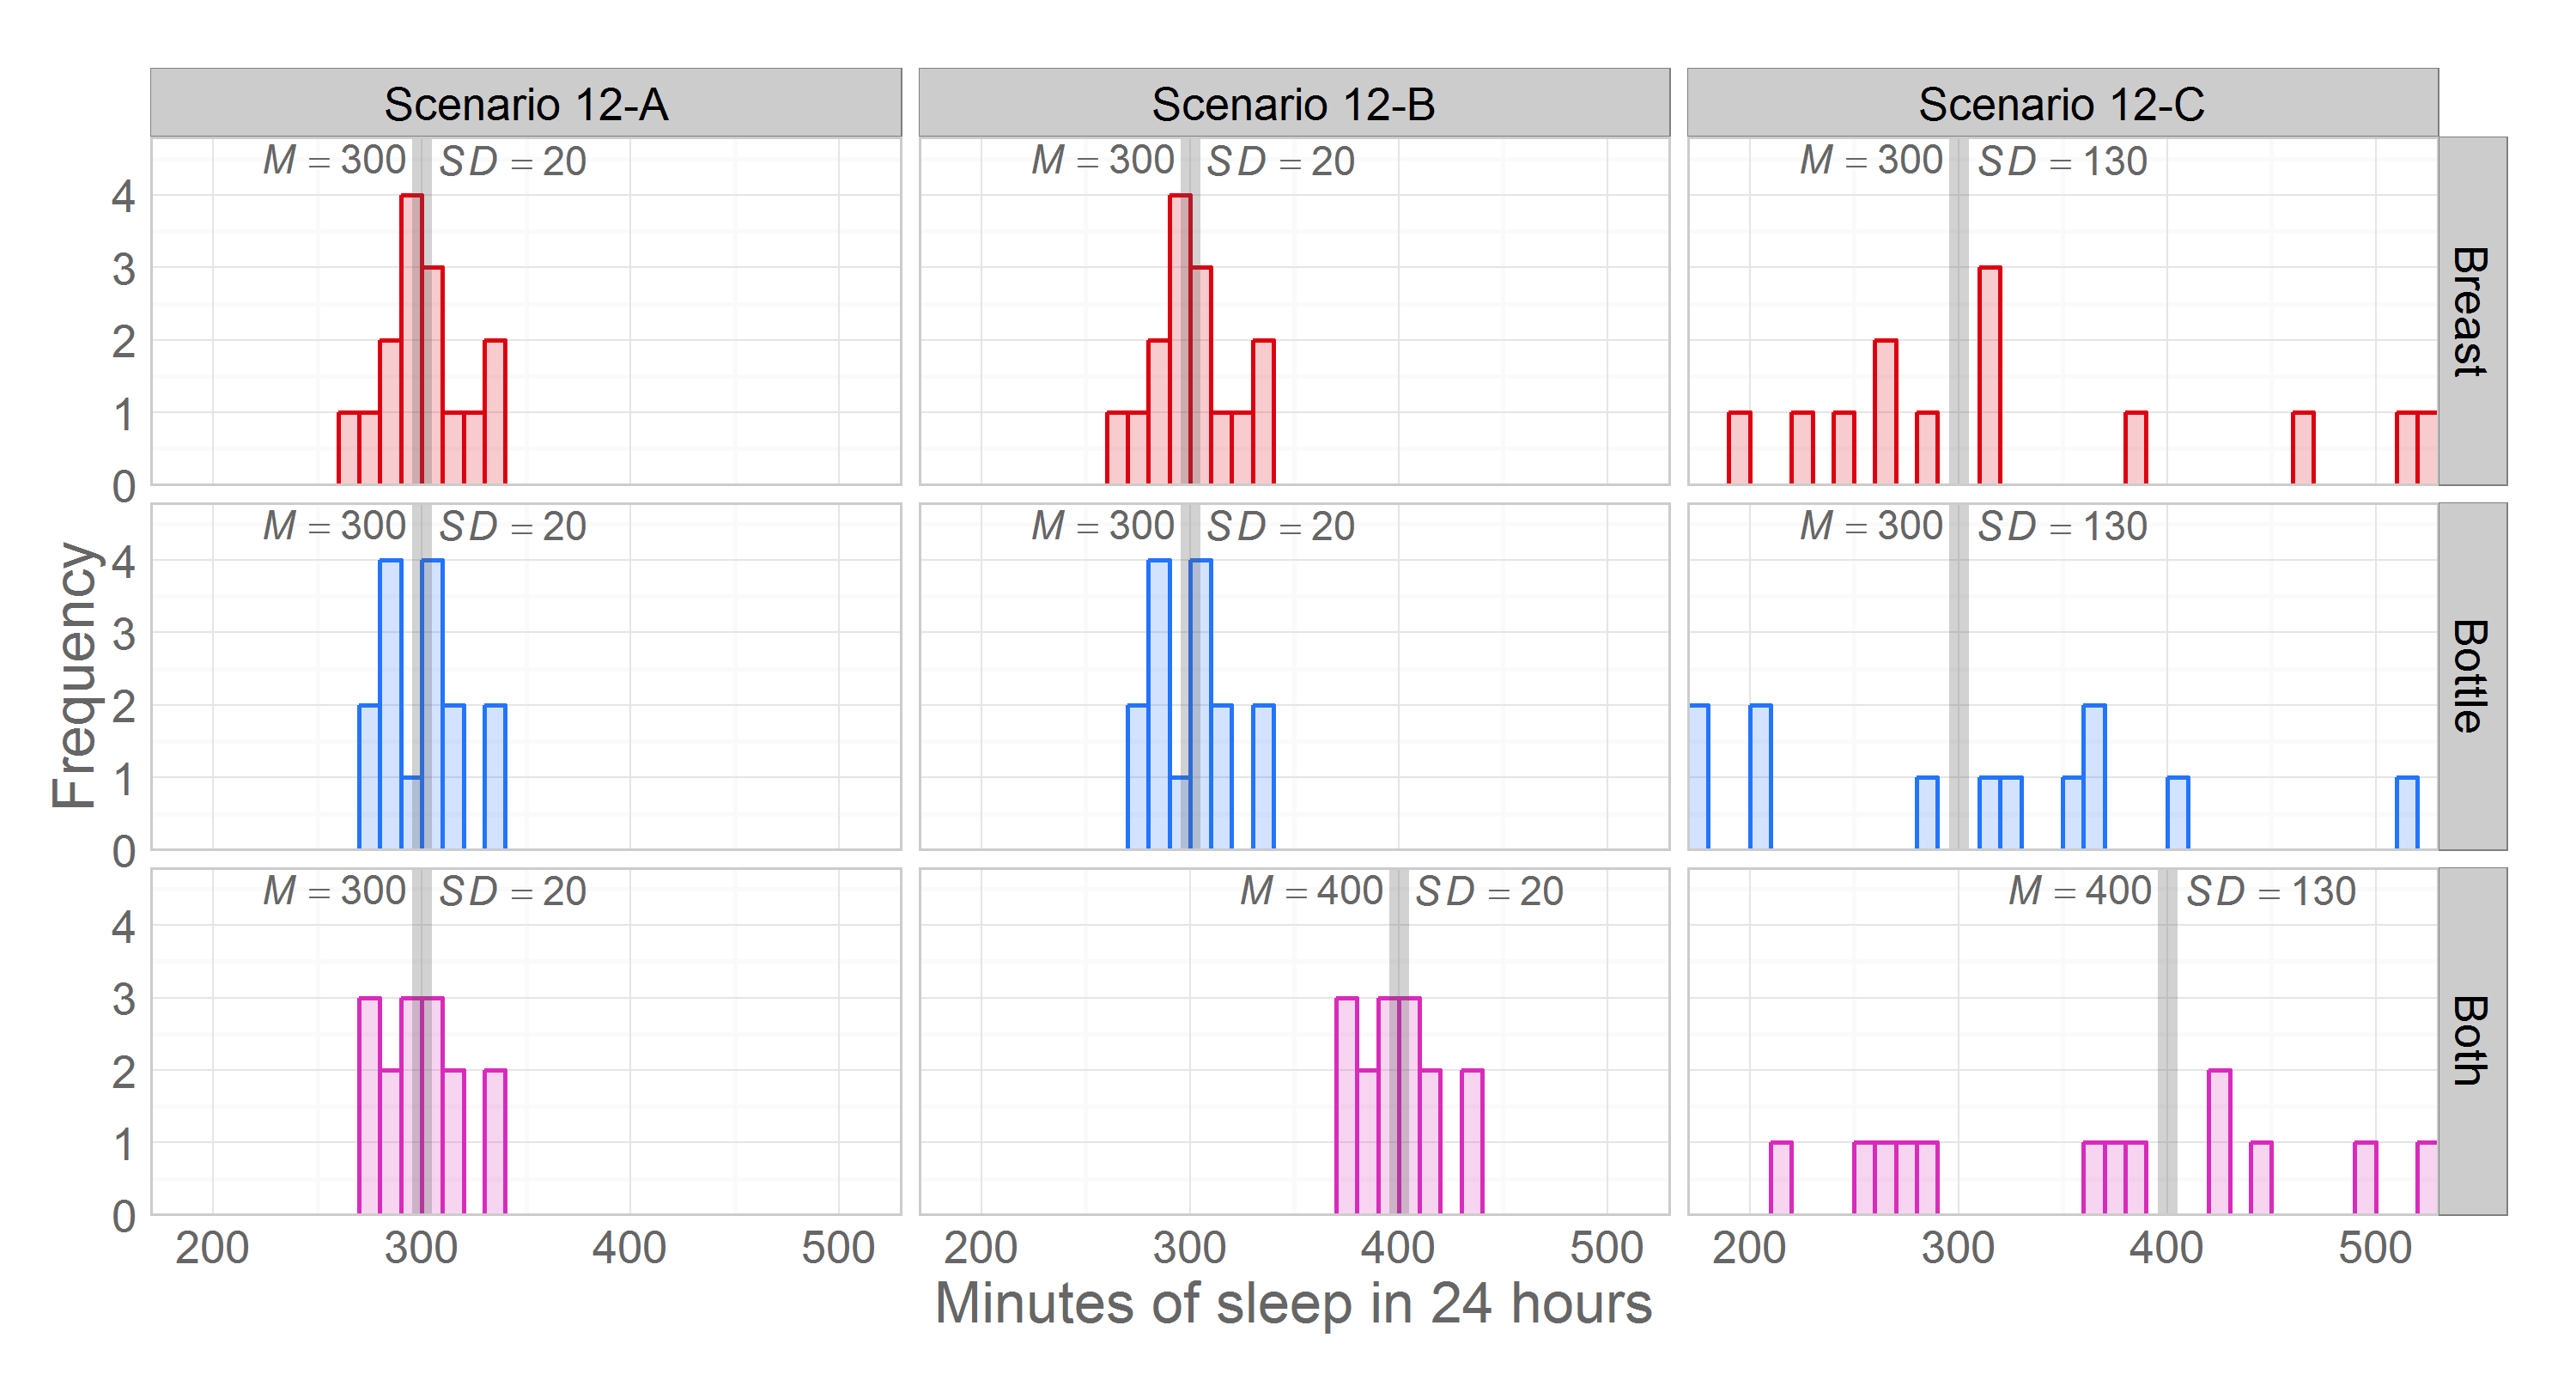 Scenario 12-A
Scenario 12-B
Scenario 12-C
M = 300 SD = 20
M = 300 SD = 20
M = 300 SD = 130
4
3
2
1
0
Breast
M = 300 SD = 20
M = 300 SD = 20
M = 300 SD = 130
4
3
2
1
0
Bottle
Frequency
M = 300 SD = 20
M = 400 SD = 20
M = 400 SD = 130
4
3
2
1
0
Both
200 300 400 500
200 300 400 500
200 300 400 500
Minutes of sleep in 24 hours